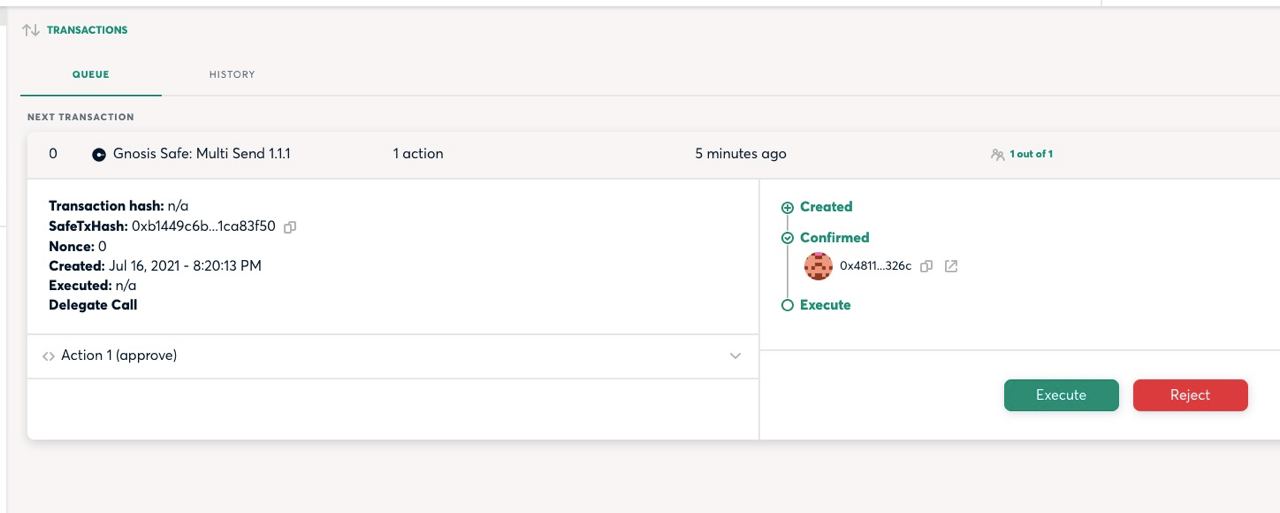 TRANSACTIONS
QUEUE HISTORY
NEXT TRANSACTION
0 Gnosis Safe: Multi Send 1.1.1 1 action 5 minutes ago 1 out of 1
Transaction hash: n/a
SafeTxHash: 0xb1449c6b...1ca83f50
Nonce: 0
Created: Jul 16, 2021 - 8:20:13 PM
Executed: n/a
Delegate Call
Action 1 (approve)
Created
Confirmed
0x4811...326c
Execute
Execute Reject